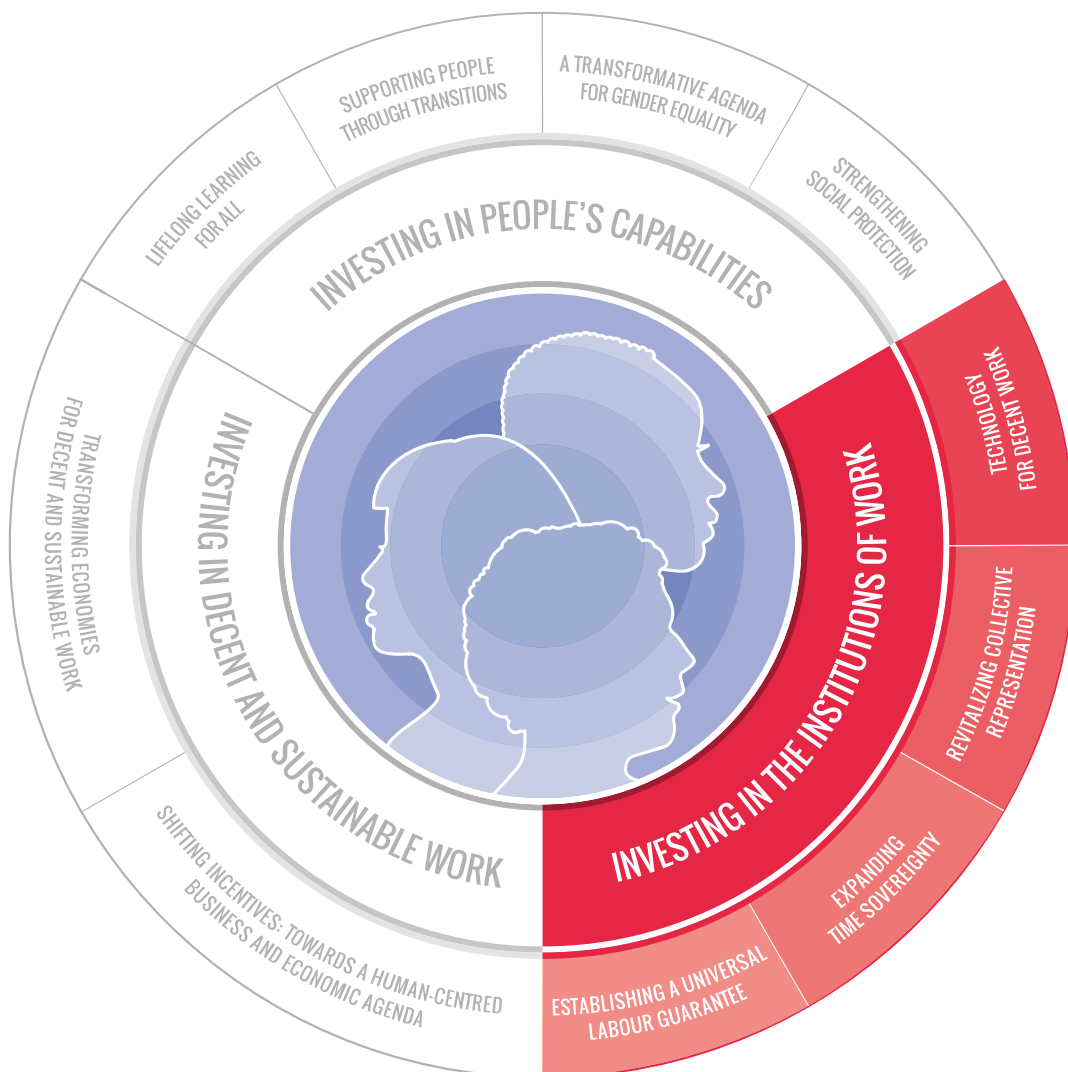 SUPPORTING PEOPLE
THROUGH TRANSITIONS
A TRANSFORMATIVE AGENDA
FOR GENDER EQUALITY
LIFELONG LEARNING
FOR ALL
STRENGTHENING
SOCIAL PROTECTION
INVESTING IN PEOPLE’S CAPABILITIES
TECHNOLOGY
FOR DECENT WORK
REVITALIZING COLLECTIVE
REPRESENTATION
EXPANDING
TIME SOVEREIGNTY
ESTABLISHING A UNIVERSAL
LABOUR GUARANTEE
INVESTING IN THE INSTITUTIONS OF WORK
TRANSFORMING ECONOMIES
FOR DECENT AND SUSTAINABLE WORK
INVESTING IN DECENT AND SUSTAINABLE WORK
SHIFTING INCENTIVES: TOWARDS A HUMAN-CENTRED
BUSINESS AND ECONOMIC AGENDA